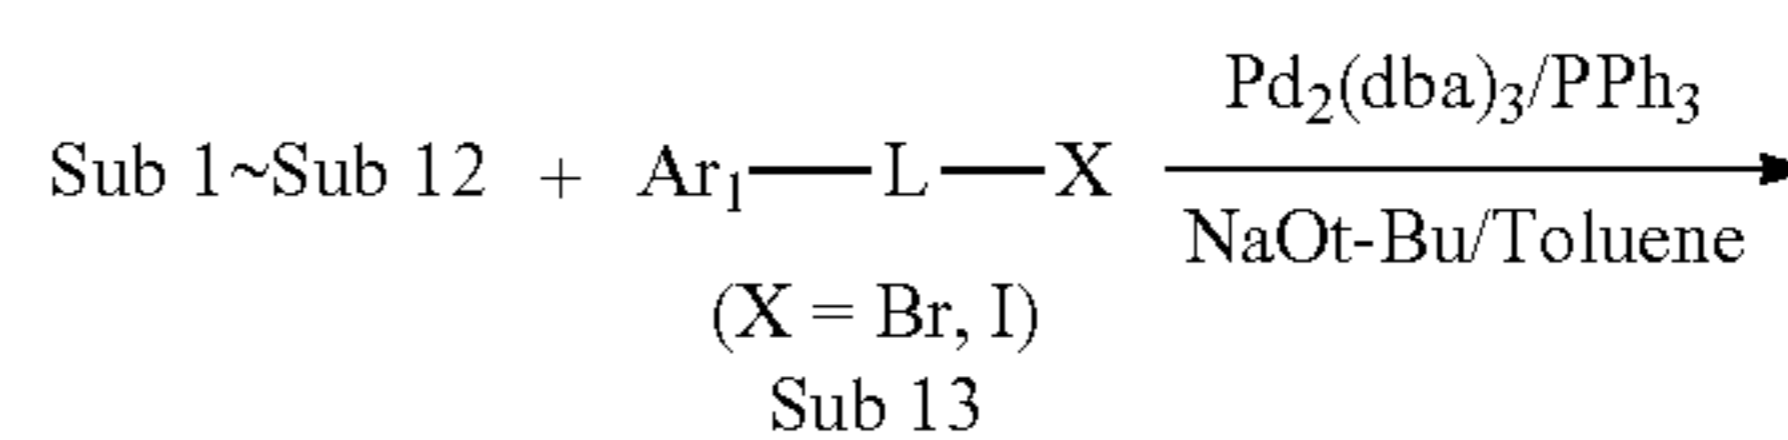 Pd₂(dba)₃/PPh₃
Sub 1~Sub 12 + Ar₁—L—X
NaOt-Bu/Toluene
(X = Br, I)
Sub 13